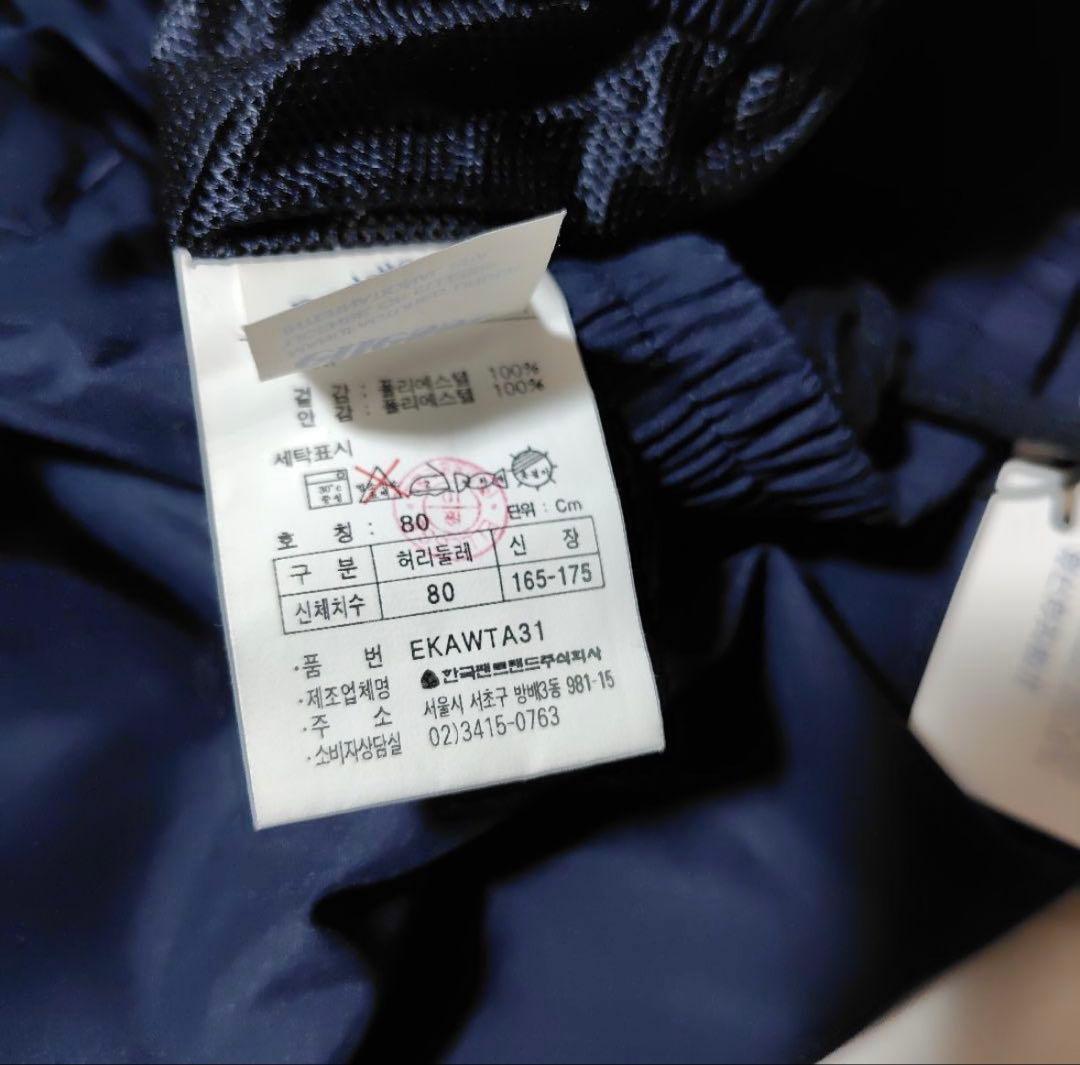 겉 감 : 폴리에스텔 100%
안 감 : 폴리에스텔 100%
세탁표시
30°C
중성
호 칭 : 80
단위 : Cm
구 분 허리둘레 신 장
신체치수 80 165-175
·품 번 EKAWTA31
·제조업체명 한국팬트랜드주식회사
·주 소 서울시 서초구 방배3동 981-15
·소비자상담실 02)3415-0763